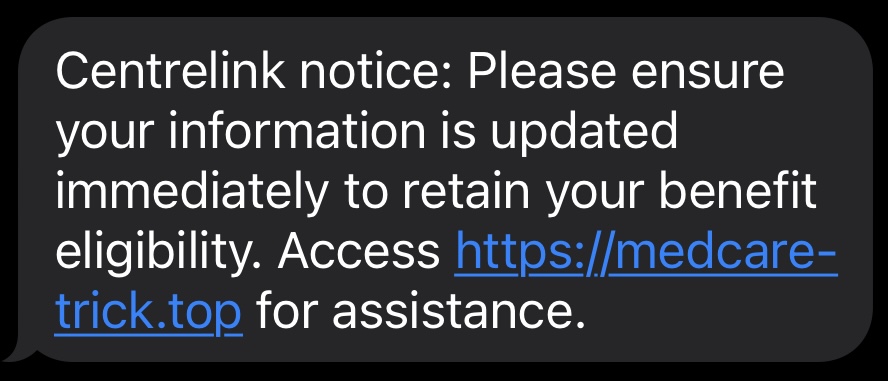 Centrelink notice: Please ensure
your information is updated
immediately to retain your benefit
eligibility. Access https://medcare-
trick.top for assistance.